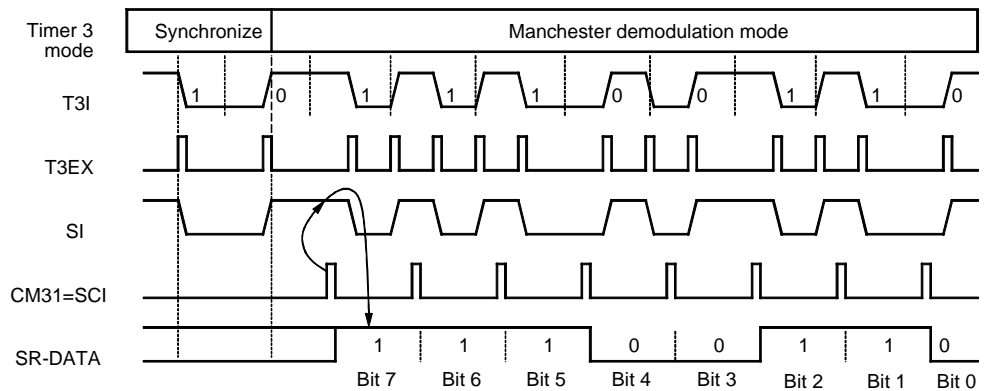 Timer 3
mode
Synchronize
Manchester demodulation mode
T3I
1 0 1 1 1 0 0 1 1 0
T3EX
SI
CM31=SCI
SR-DATA
1 1 1 0 0 1 1 0
Bit 7 Bit 6 Bit 5 Bit 4 Bit 3 Bit 2 Bit 1 Bit 0